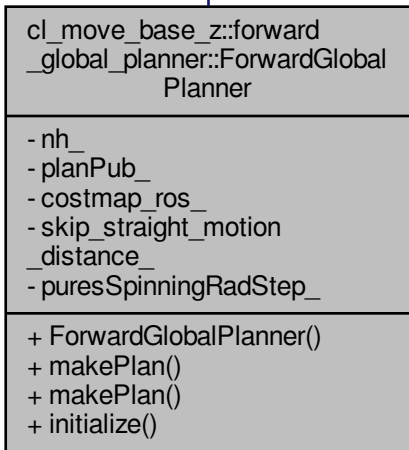 cl_move_base_z::forward
_global_planner::ForwardGlobal
Planner
- nh_
- planPub_
- costmap_ros_
- skip_straight_motion
_distance_
- puresSpinningRadStep_
+ ForwardGlobalPlanner()
+ makePlan()
+ makePlan()
+ initialize()